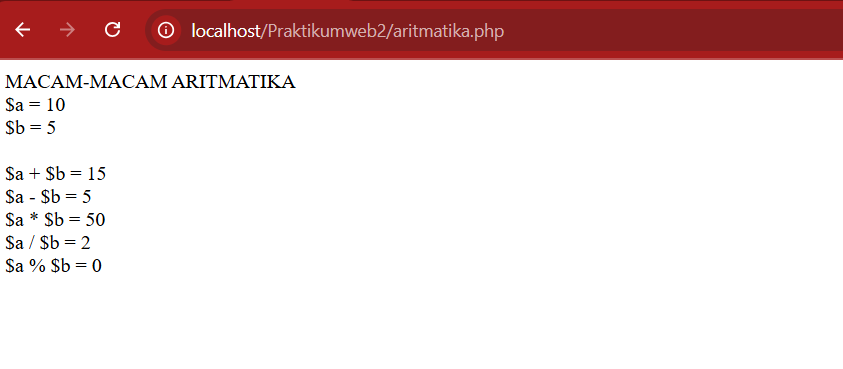 localhost/Praktikumweb2/aritmatika.php
MACAM-MACAM ARITMATIKA
$a = 10
$b = 5
$a + $b = 15
$a - $b = 5
$a * $b = 50
$a / $b = 2
$a % $b = 0